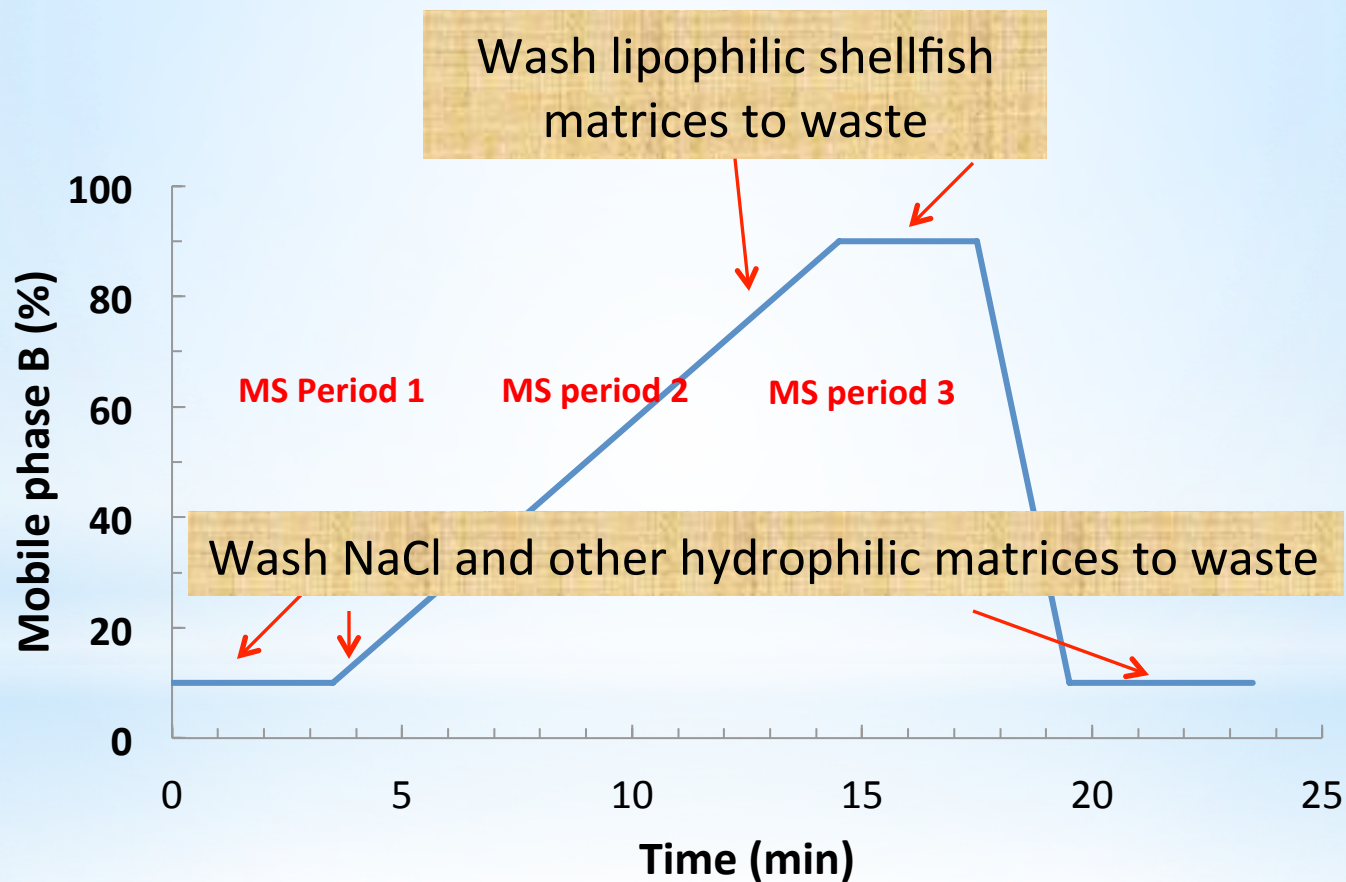 Wash lipophilic shellfish
matrices to waste
100
80
60
40
20
0
Mobile phase B (%)
MS Period 1
MS period 2
MS period 3
Wash NaCl and other hydrophilic matrices to waste
0
5
10
15
20
25
Time (min)